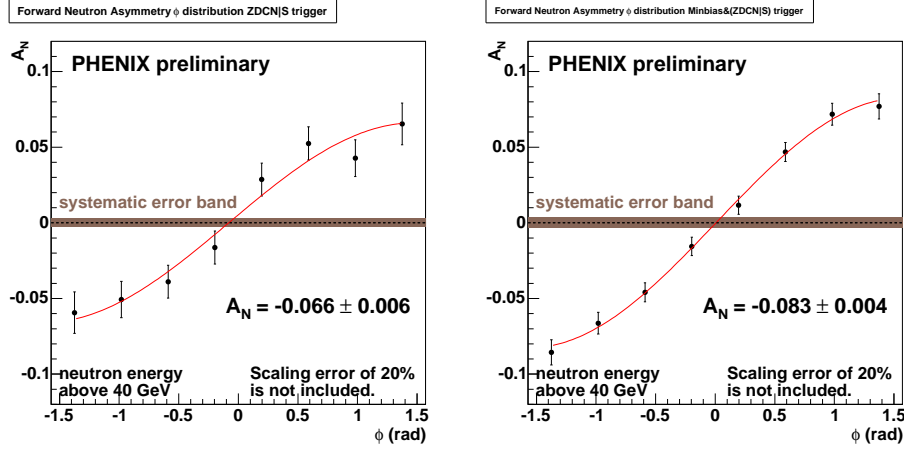 Forward Neutron Asymmetry ϕ distribution ZDCN|S trigger
A_N
PHENIX preliminary
0.1
0.05
systematic error band
0
-0.05
A_N = -0.066 ± 0.006
-0.1
neutron energy
above 40 GeV
Scaling error of 20%
is not included.
-1.5 -1 -0.5 0 0.5 1 1.5
ϕ (rad)
Forward Neutron Asymmetry ϕ distribution Minbias&(ZDCN|S) trigger
A_N
PHENIX preliminary
0.1
0.05
systematic error band
0
-0.05
A_N = -0.083 ± 0.004
-0.1
neutron energy
above 40 GeV
Scaling error of 20%
is not included.
-1.5 -1 -0.5 0 0.5 1 1.5
ϕ (rad)